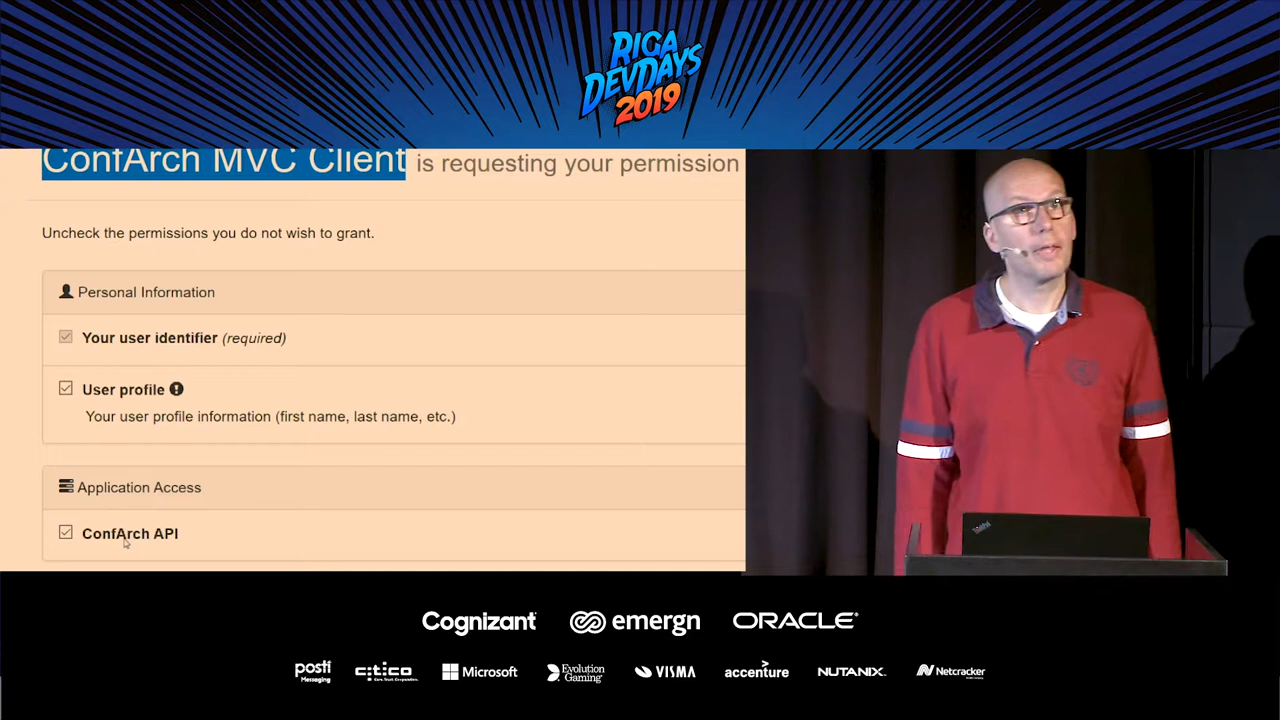 RIGA
DEVDAYS
2019
ConfArch MVC Client is requesting your permission
Uncheck the permissions you do not wish to grant.
Personal Information
Your user identifier (required)
User profile
Your user profile information (first name, last name, etc.)
Application Access
ConfArch API
Cognizant
emergn
ORACLE
posti
Messaging
citco
Microsoft
Evolution
Gaming
VISMA
accenture
NUTANIX
Netcracker